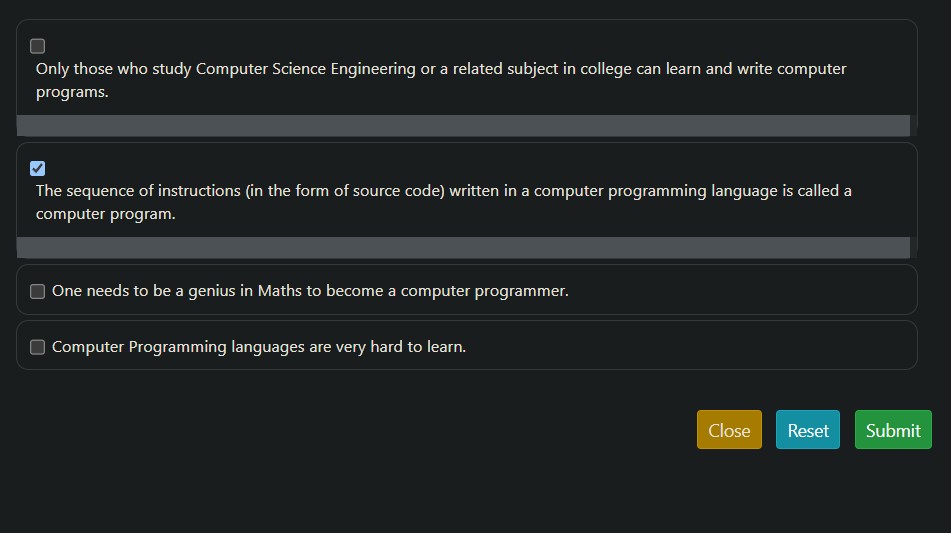 Only those who study Computer Science Engineering or a related subject in college can learn and write computer
programs.
The sequence of instructions (in the form of source code) written in a computer programming language is called a
computer program.
One needs to be a genius in Maths to become a computer programmer.
Computer Programming languages are very hard to learn.
Close Reset Submit